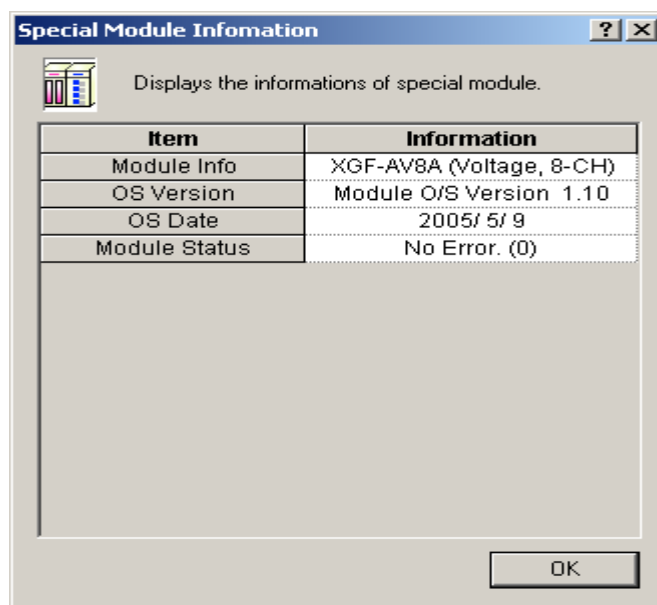 Special Module Infomation
Displays the informations of special module.
Item Information
Module Info XGF-AV8A (Voltage, 8-CH)
OS Version Module O/S Version 1.10
OS Date 2005/ 5/ 9
Module Status No Error. (0)
OK